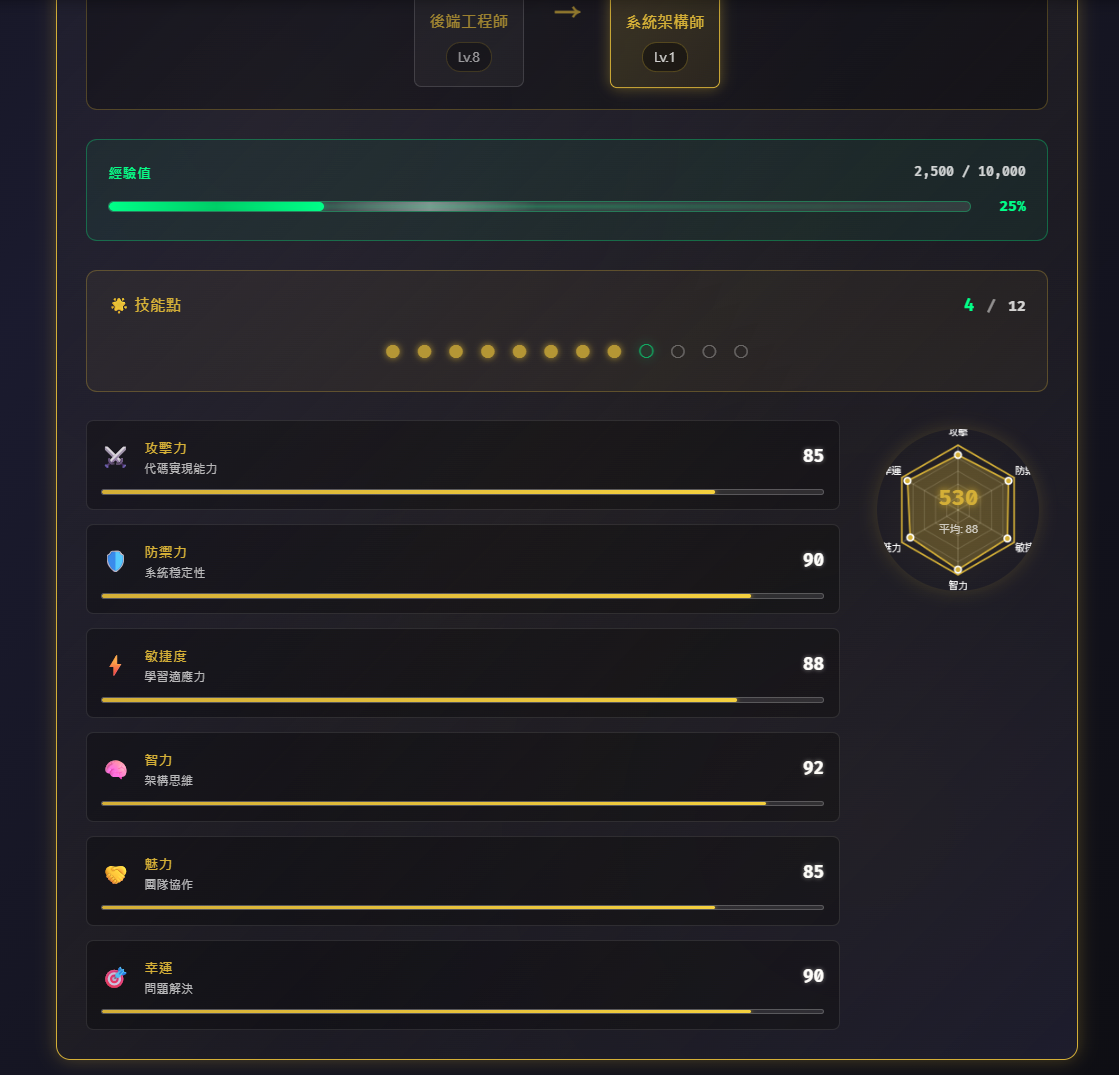 後端工程師
Lv.8
→
系統架構師
Lv.1
經驗值
2,500 / 10,000
25%
技能點
4 / 12
攻擊力
代碼實現能力
85
防禦力
系統穩定性
90
敏捷度
學習適應力
88
智力
架構思維
92
魅力
團隊協作
85
幸運
問題解決
90
攻擊
運
防
530
平均: 88
力
敏
智力